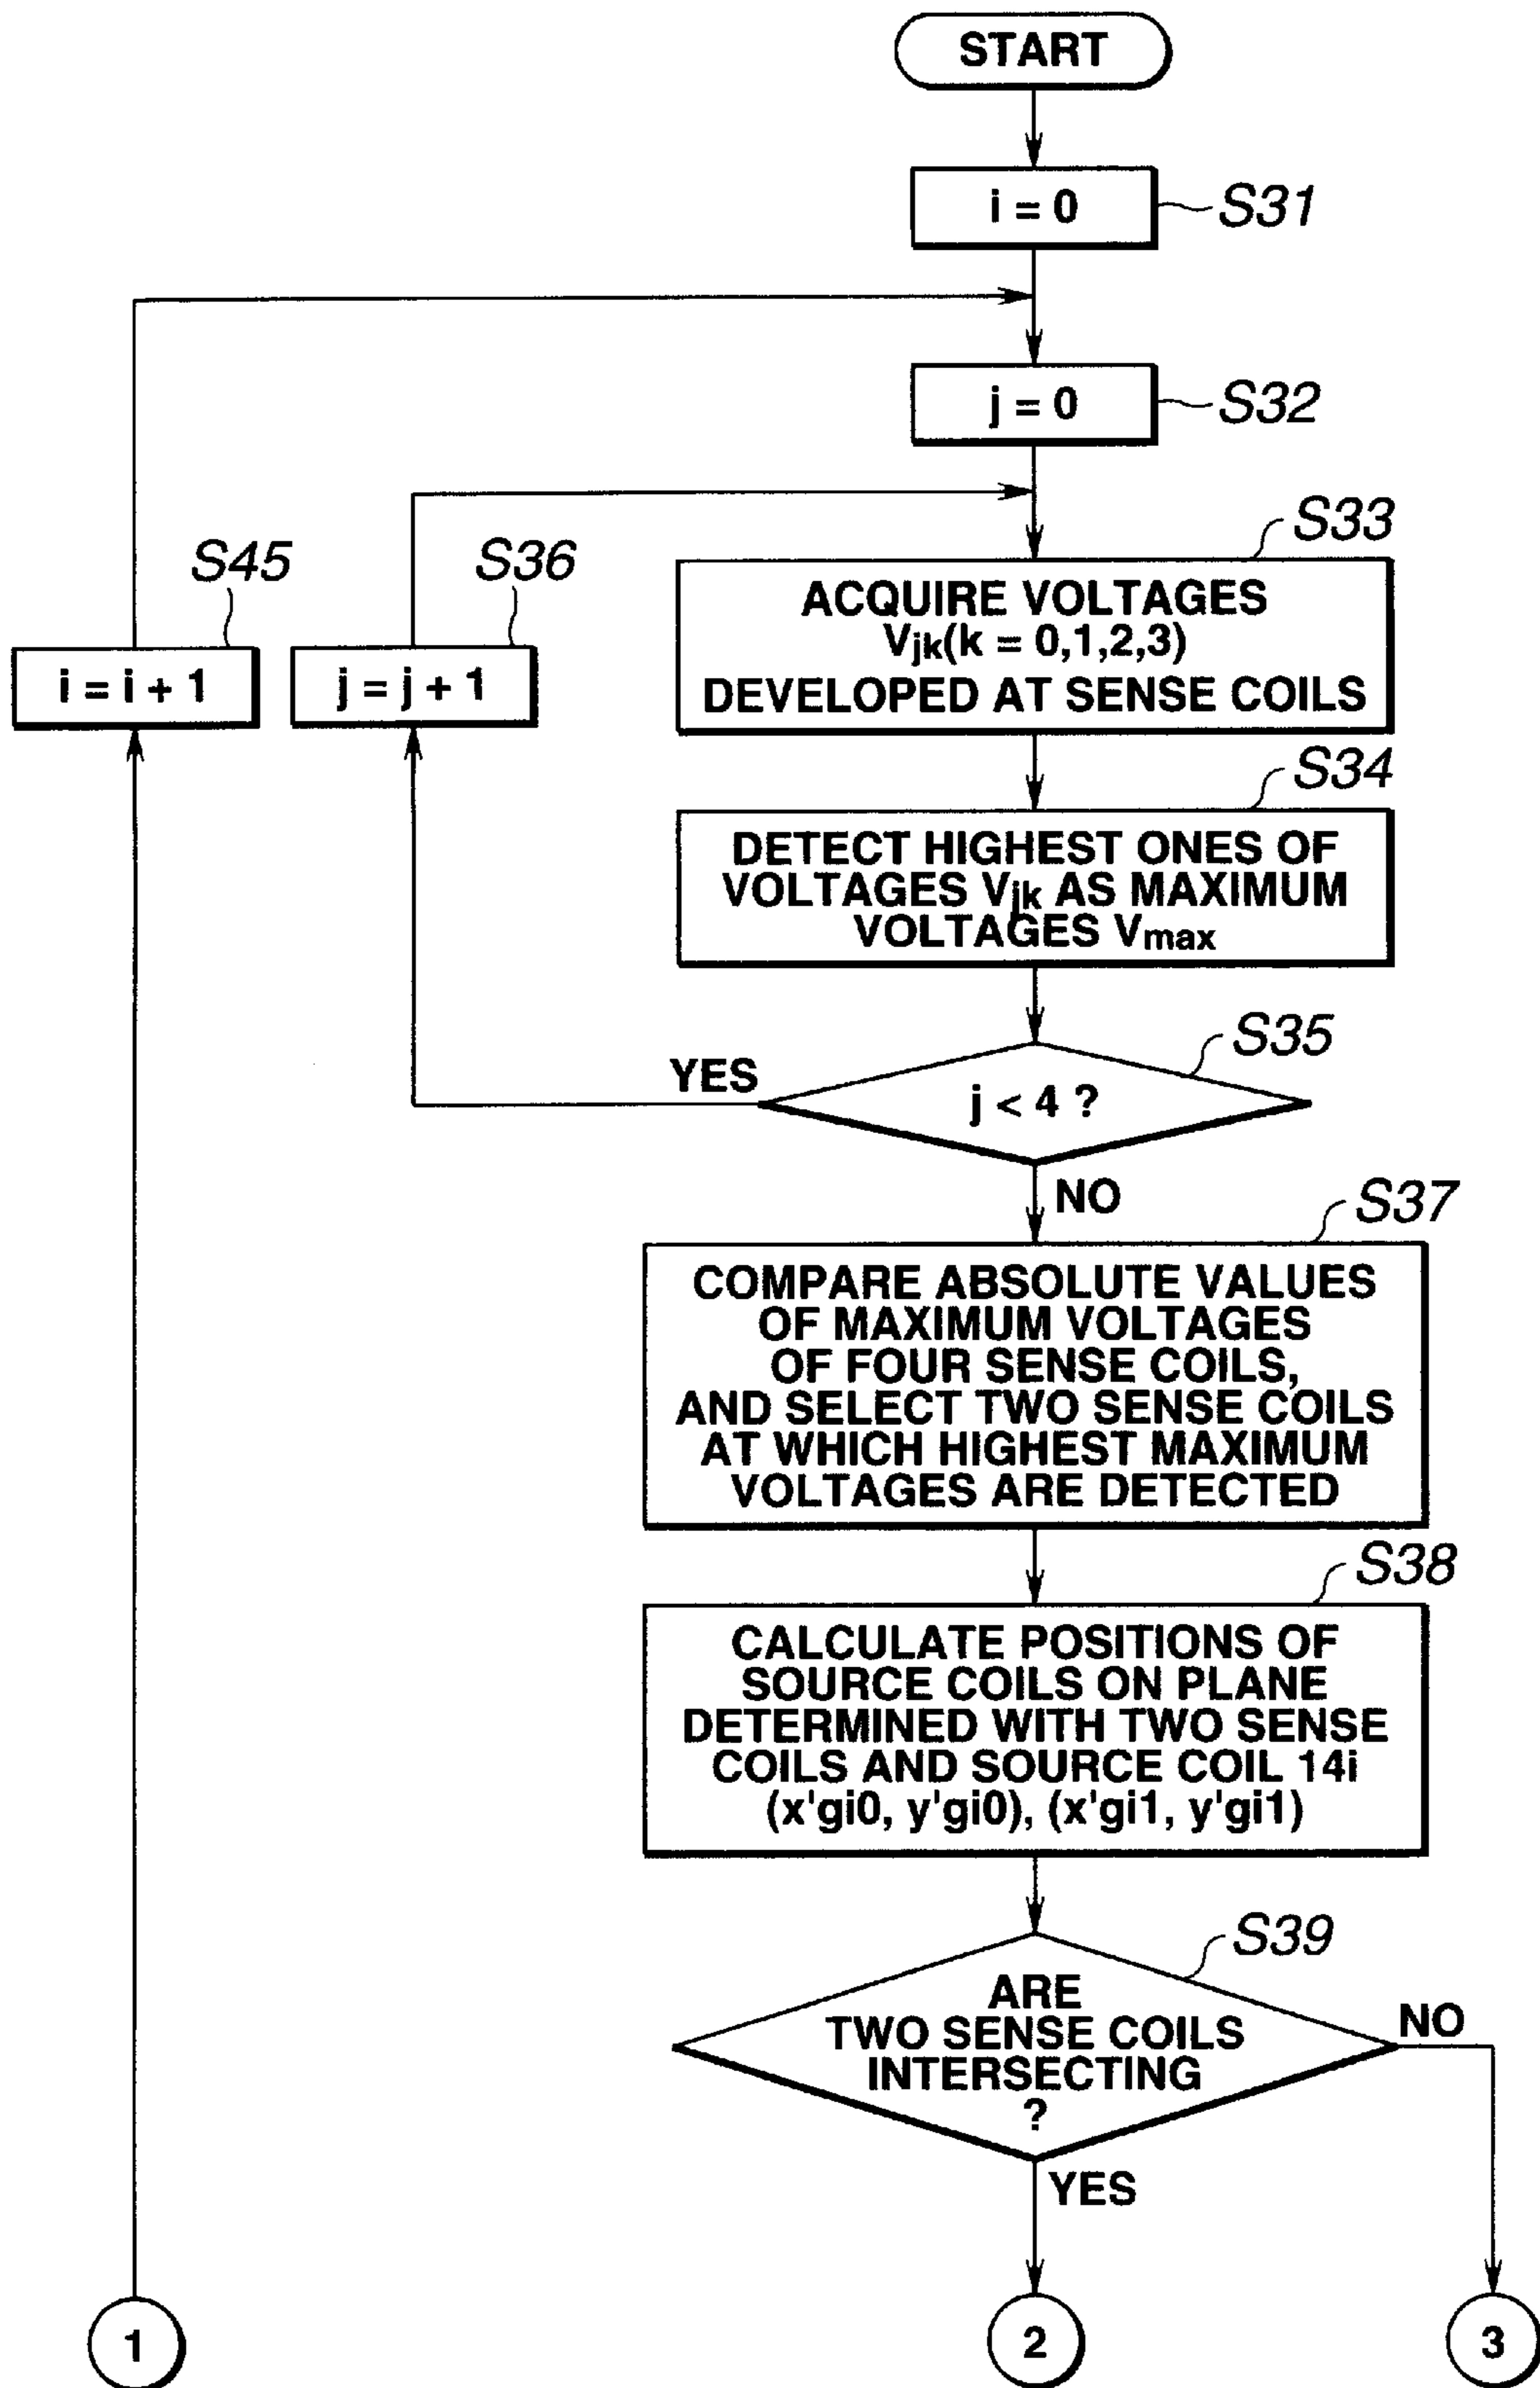 START
i = 0
S31
j = 0
S32
S33
ACQUIRE VOLTAGES
Vjk(k = 0,1,2,3)
DEVELOPED AT SENSE COILS
S45
i = i + 1
S36
j = j + 1
S34
DETECT HIGHEST ONES OF
VOLTAGES Vjk AS MAXIMUM
VOLTAGES Vmax
S35
j < 4 ?
YES
NO
S37
COMPARE ABSOLUTE VALUES
OF MAXIMUM VOLTAGES
OF FOUR SENSE COILS,
AND SELECT TWO SENSE COILS
AT WHICH HIGHEST MAXIMUM
VOLTAGES ARE DETECTED
S38
CALCULATE POSITIONS OF
SOURCE COILS ON PLANE
DETERMINED WITH TWO SENSE
COILS AND SOURCE COIL 14i
(x'gi0, y'gi0), (x'gi1, y'gi1)
S39
ARE
TWO SENSE COILS
INTERSECTING
?
NO
YES
1
2
3